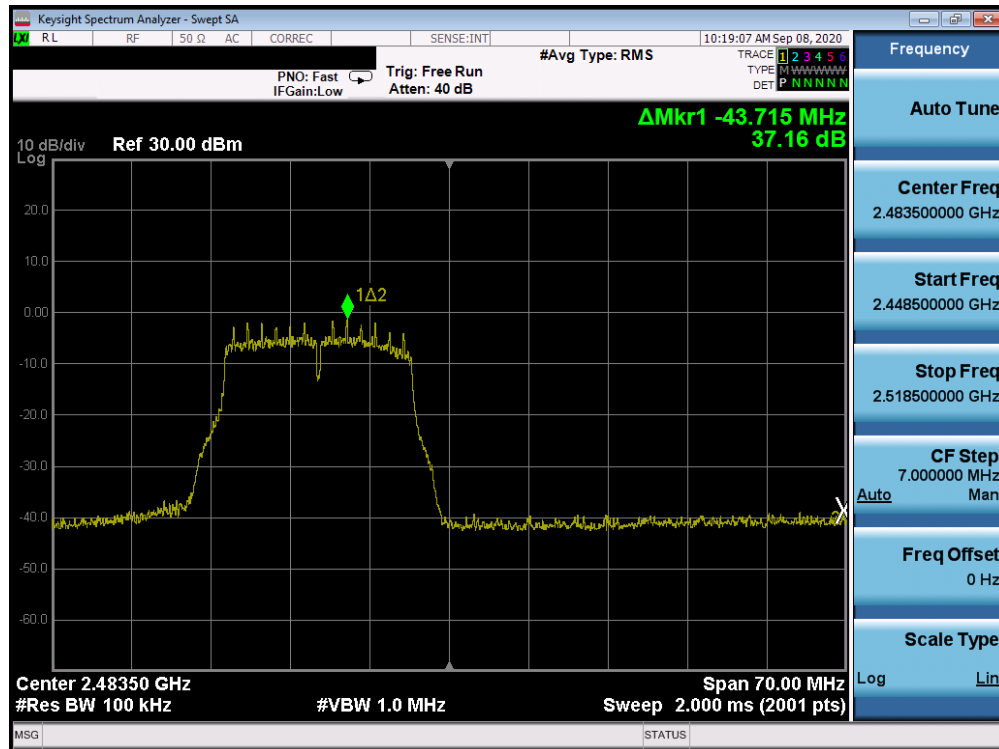 Keysight Spectrum Analyzer - Swept SA
LXI RL RF 50 Ω AC CORREC SENSE:INT 10:19:07 AM Sep 08, 2020
#Avg Type: RMS
TRACE 1 2 3 4 5 6
PNO: Fast Trig: Free Run
TYPE M WWWWW
IFGain:Low Atten: 40 dB
DET P N N N N N
ΔMkr1 -43.715 MHz
37.16 dB
10 dB/div Ref 30.00 dBm
Log
20.0
10.0
1Δ2
0.00
-10.0
-20.0
-30.0
-40.0
-50.0
-60.0
Center 2.48350 GHz Span 70.00 MHz
#Res BW 100 kHz #VBW 1.0 MHz Sweep 2.000 ms (2001 pts)
MSG STATUS
Frequency
Auto Tune
Center Freq
2.483500000 GHz
Start Freq
2.448500000 GHz
Stop Freq
2.518500000 GHz
CF Step
7.000000 MHz
Auto Man
Freq Offset
0 Hz
Scale Type
Log Lin